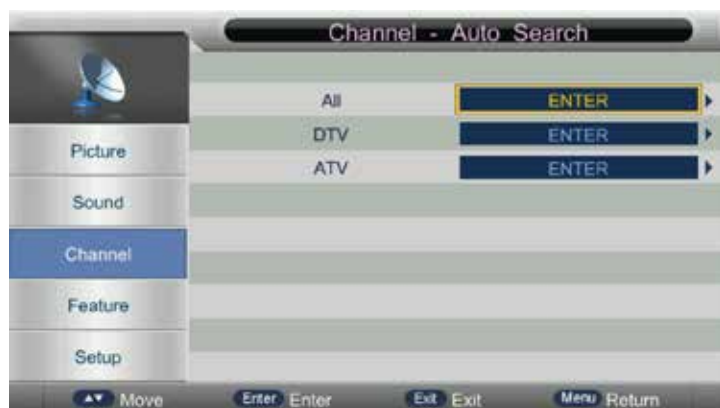 Channel - Auto Search
All ENTER
DTV ENTER
ATV ENTER
Picture
Sound
Channel
Feature
Setup
Move Enter Enter Exit Exit Menu Return